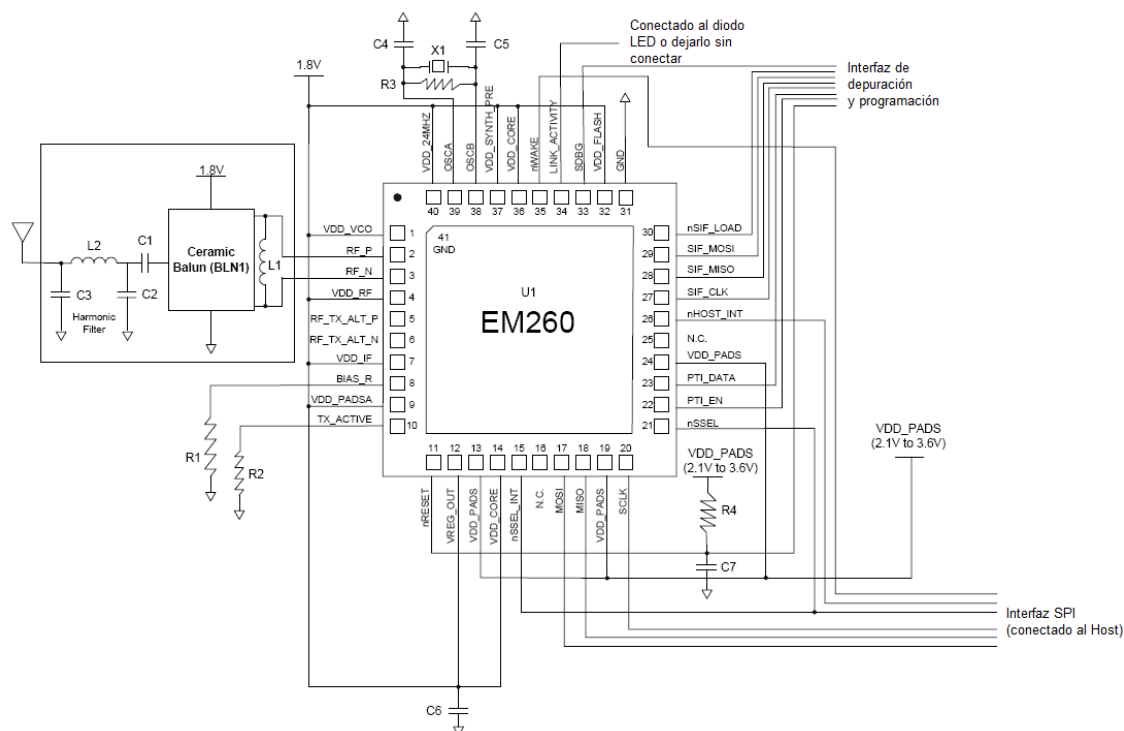 C4
C5
X1
R3
1.8V
Conectado al diodo
LED o dejarlo sin
conectar
Interfaz de
depuración
y programación
VDD_24MHZ
OSCA
OSCB
VDD_SYNTH_PRE
VDD_CORE
nWAKE
LINK_ACTIVITY
SDBG
VDD_FLASH
GND
40
39
38
37
36
35
34
33
32
31
1.8V
L2
C1
Ceramic
Balun (BLN1)
L1
C3
C2
Harmonic
Filter
VDD_VCO
1
RF_P
2
RF_N
3
VDD_RF
4
RF_TX_ALT_P
5
RF_TX_ALT_N
6
VDD_IF
7
BIAS_R
8
VDD_PADSA
9
TX_ACTIVE
10
41
GND
U1
EM260
30
nSIF_LOAD
29
SIF_MOSI
28
SIF_MISO
27
SIF_CLK
26
nHOST_INT
25
N.C.
24
VDD_PADS
23
PTI_DATA
22
PTI_EN
21
nSSEL
R1
R2
11
12
13
14
15
16
17
18
19
20
nRESET
VREG_OUT
VDD_PADS
VDD_CORE
nSSEL_INT
N.C.
MOSI
MISO
VDD_PADS
SCLK
VDD_PADS
(2.1V to 3.6V)
R4
C7
VDD_PADS
(2.1V to 3.6V)
Interfaz SPI
(conectado al Host)
C6